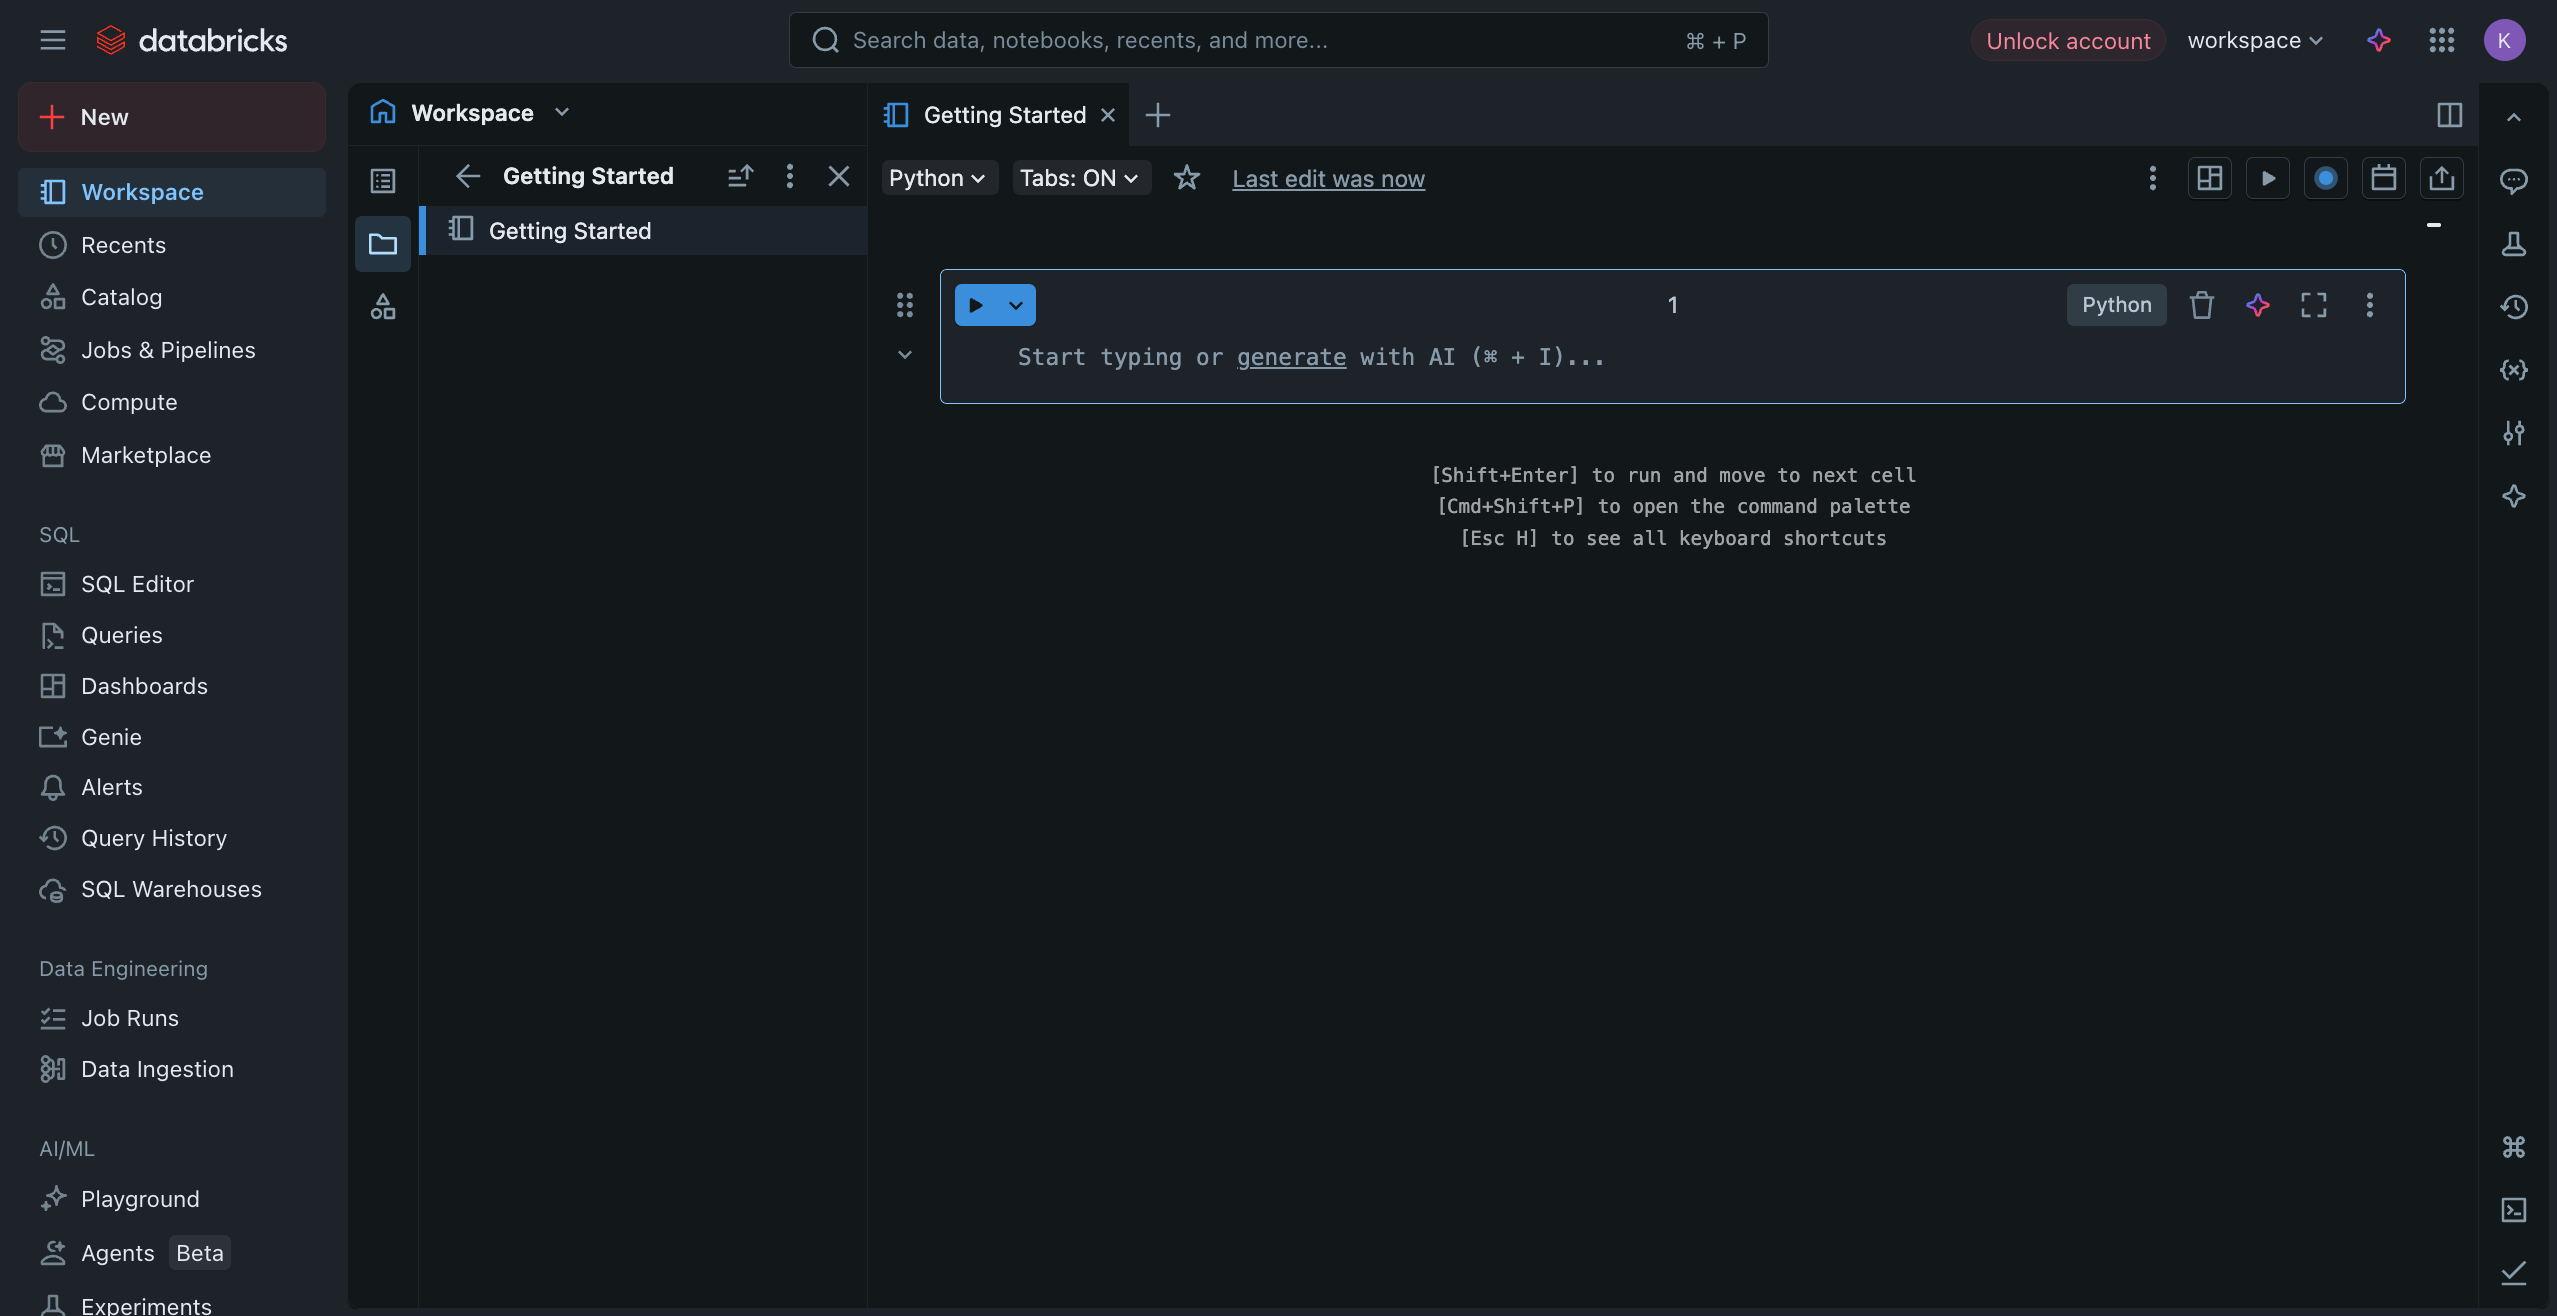 databricks
Search data, notebooks, recents, and more...
⌘ + P
Unlock account
workspace
K
New
Workspace
Recents
Catalog
Jobs & Pipelines
Compute
Marketplace
SQL
SQL Editor
Queries
Dashboards
Genie
Alerts
Query History
SQL Warehouses
Data Engineering
Job Runs
Data Ingestion
AI/ML
Playground
Agents Beta
Experiments
Workspace
Getting Started
Getting Started
Getting Started
Python
Tabs: ON
Last edit was now
1
Python
Start typing or generate with AI (⌘ + I)...
[Shift+Enter] to run and move to next cell
[Cmd+Shift+P] to open the command palette
[Esc H] to see all keyboard shortcuts